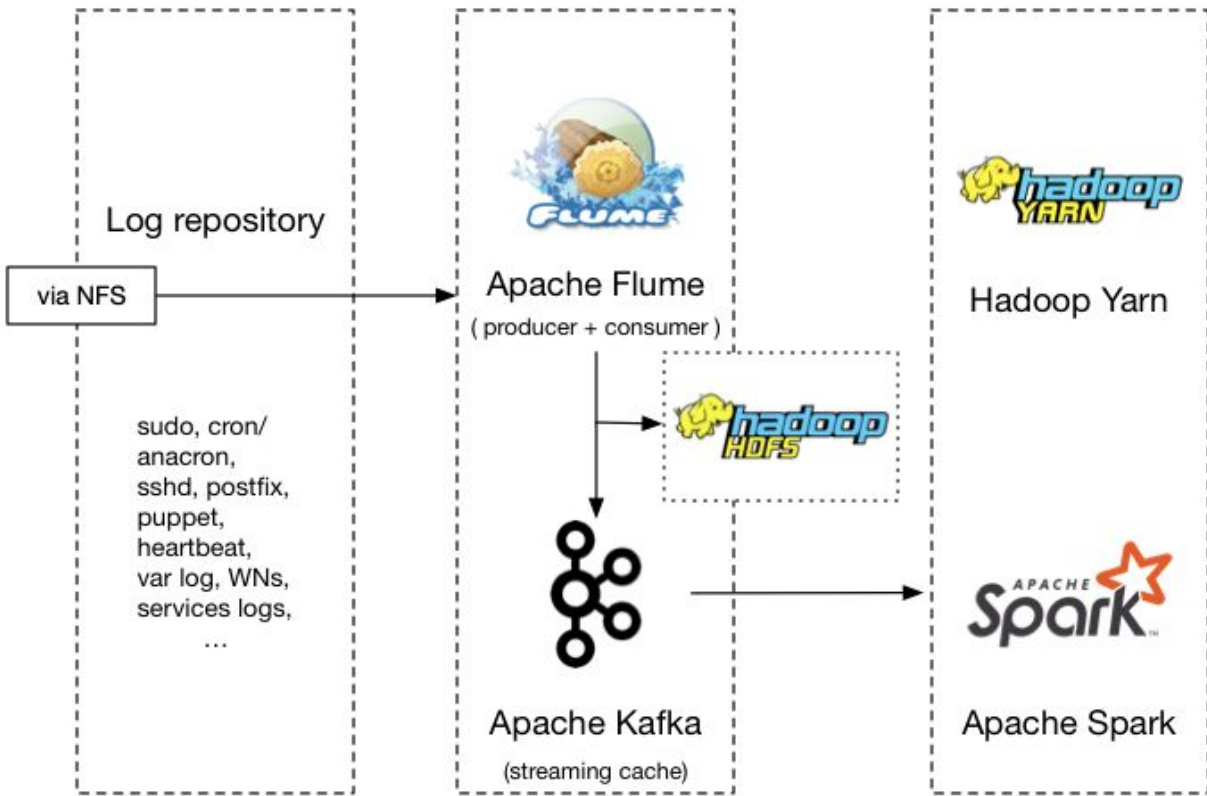 Log repository
via NFS
sudo, cron/
anacron,
sshd, postfix,
puppet,
heartbeat,
var log, WNs,
services logs,
...
FLUME
Apache Flume
( producer + consumer )
hadoop
HDFS
Apache Kafka
(streaming cache)
hadoop
YARN
Hadoop Yarn
APACHE
Spark
TM
Apache Spark